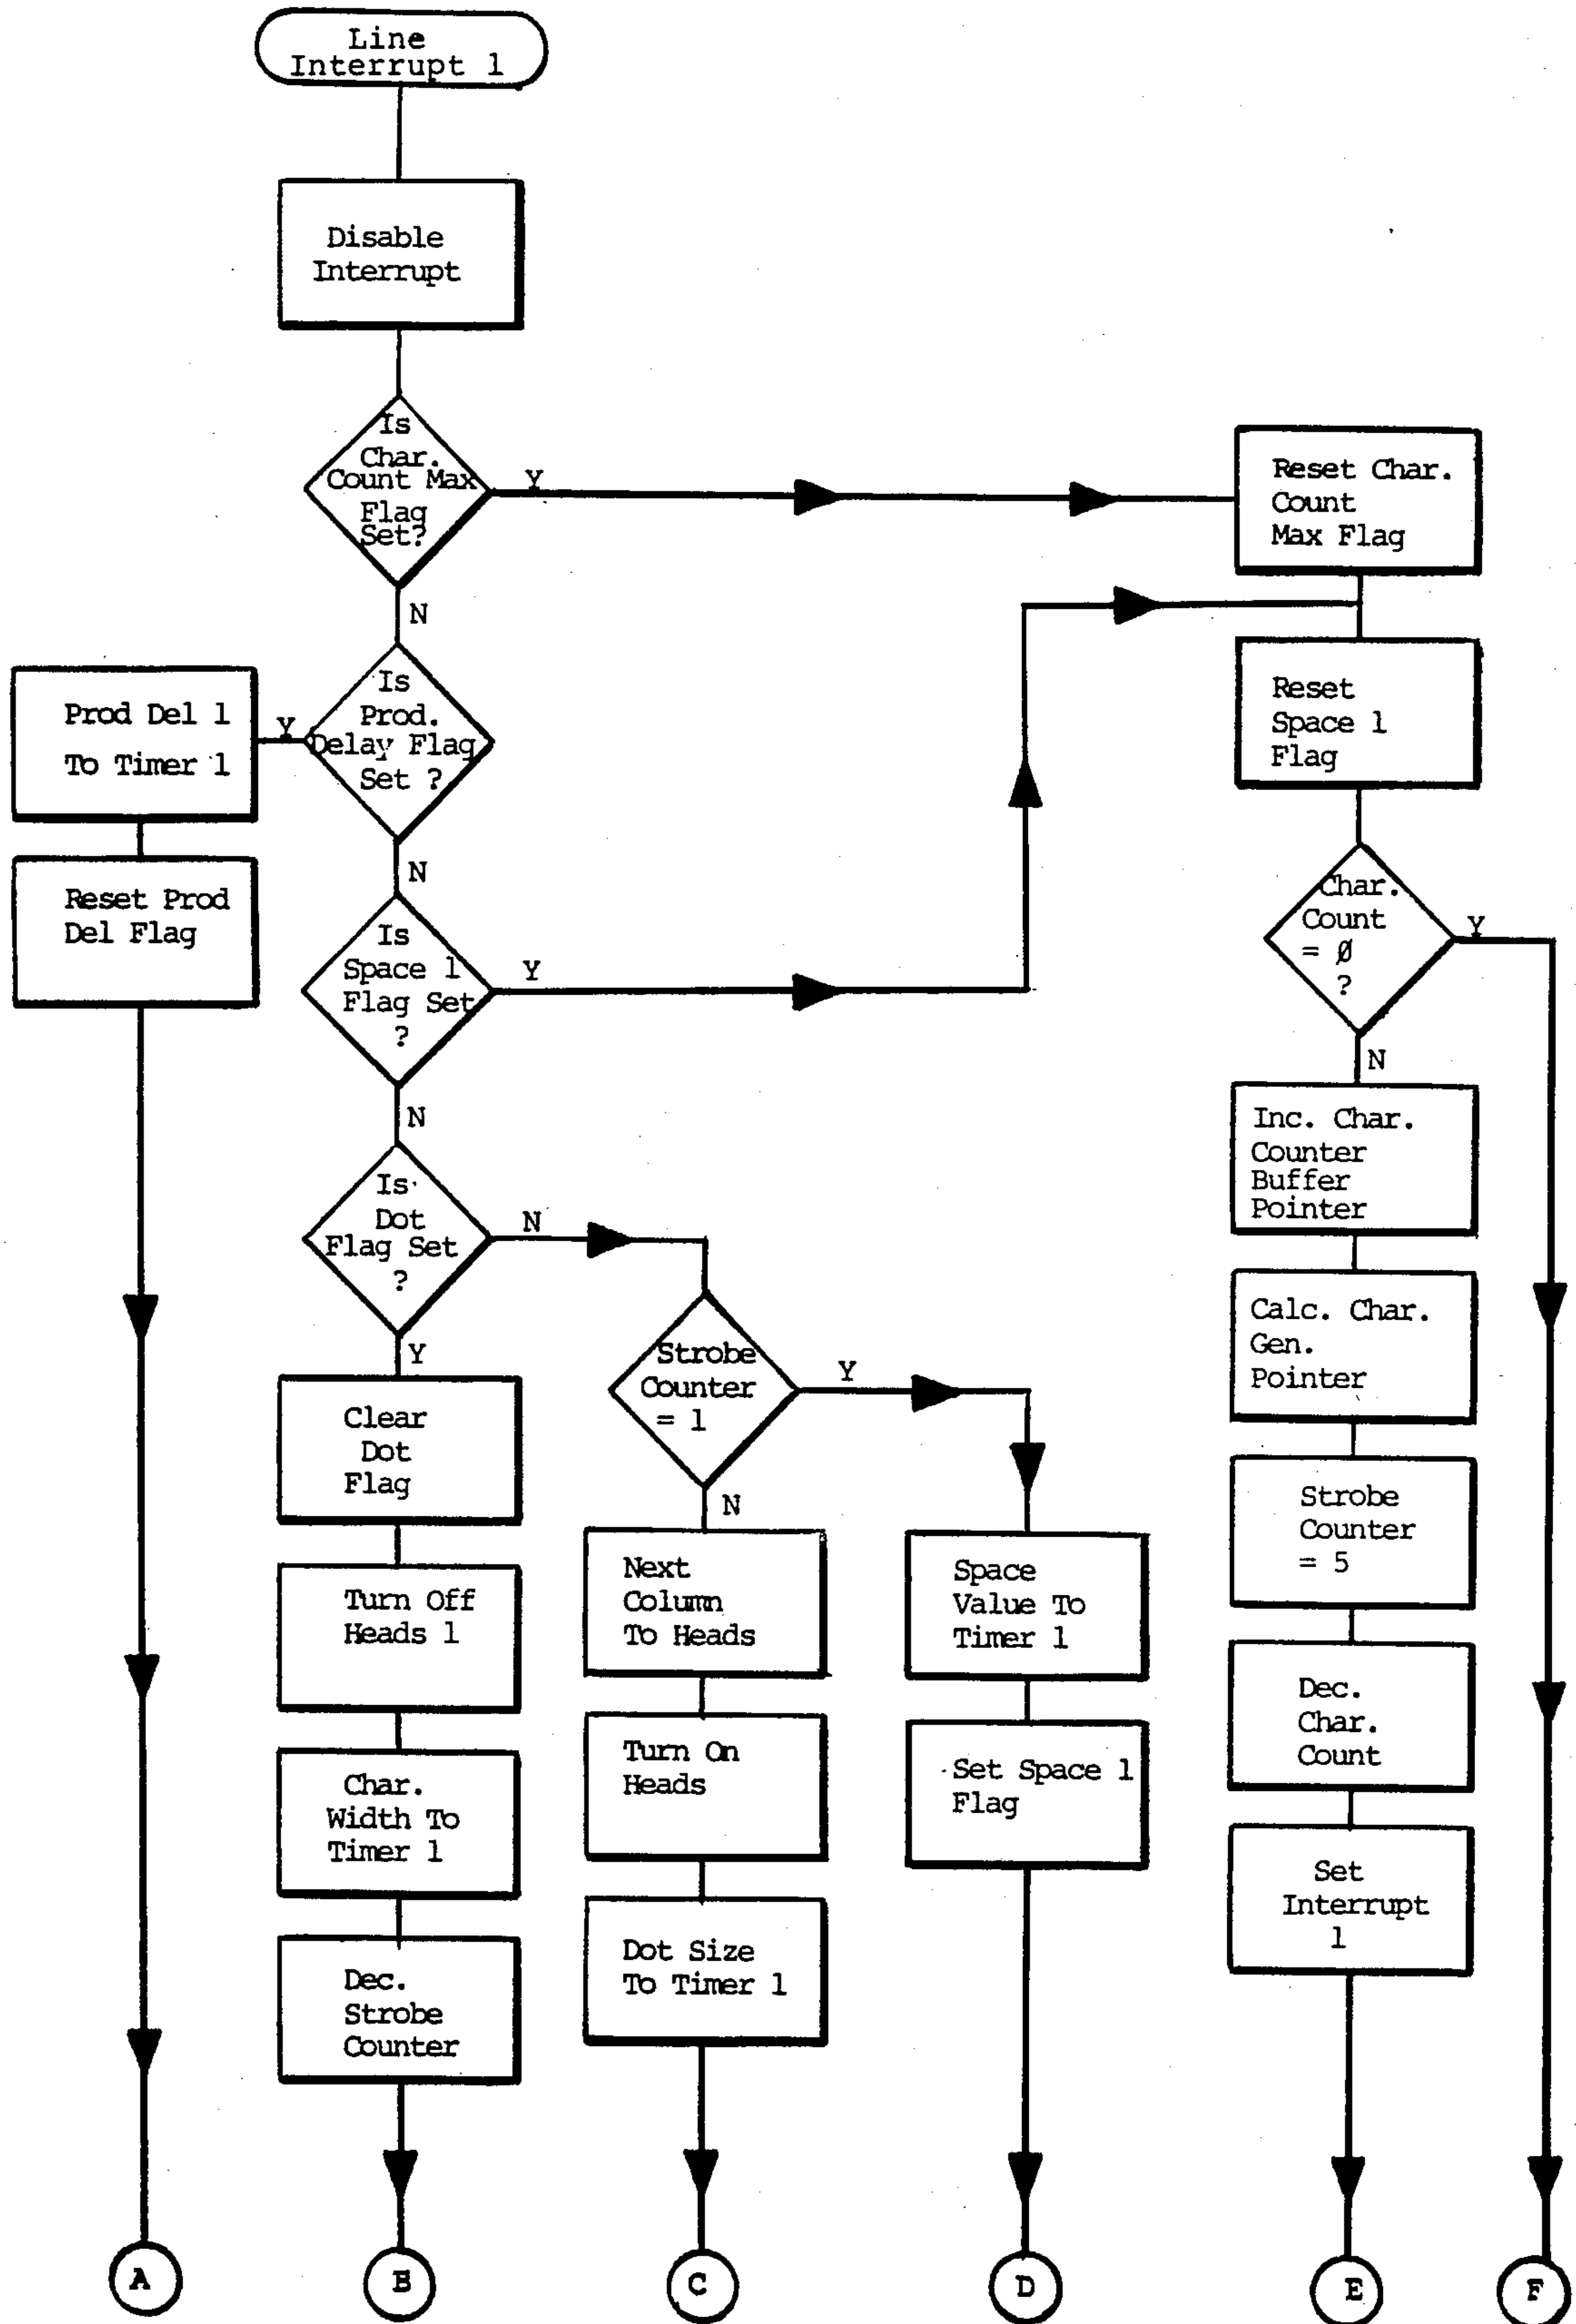 Line
Interrupt 1
Disable
Interrupt
Is
Char.
Count Max
Flag
Set?
Y
N
Reset Char.
Count
Max Flag
Is
Prod.
Delay Flag
Set ?
Y
N
Prod Del 1
To Timer 1
Reset Prod
Del Flag
Reset
Space 1
Flag
Is
Space 1
Flag Set
?
Y
N
Char.
Count
= Ø
?
Y
N
Is
Dot
Flag Set
?
N
Y
Inc. Char.
Counter
Buffer
Pointer
Calc. Char.
Gen.
Pointer
Strobe
Counter
= 1
Y
N
Clear
Dot
Flag
Turn Off
Heads 1
Char.
Width To
Timer 1
Dec.
Strobe
Counter
Next
Column
To Heads
Turn On
Heads
Dot Size
To Timer 1
Space
Value To
Timer 1
Set Space 1
Flag
Strobe
Counter
= 5
Dec.
Char.
Count
Set
Interrupt
1
A
B
C
D
E
F